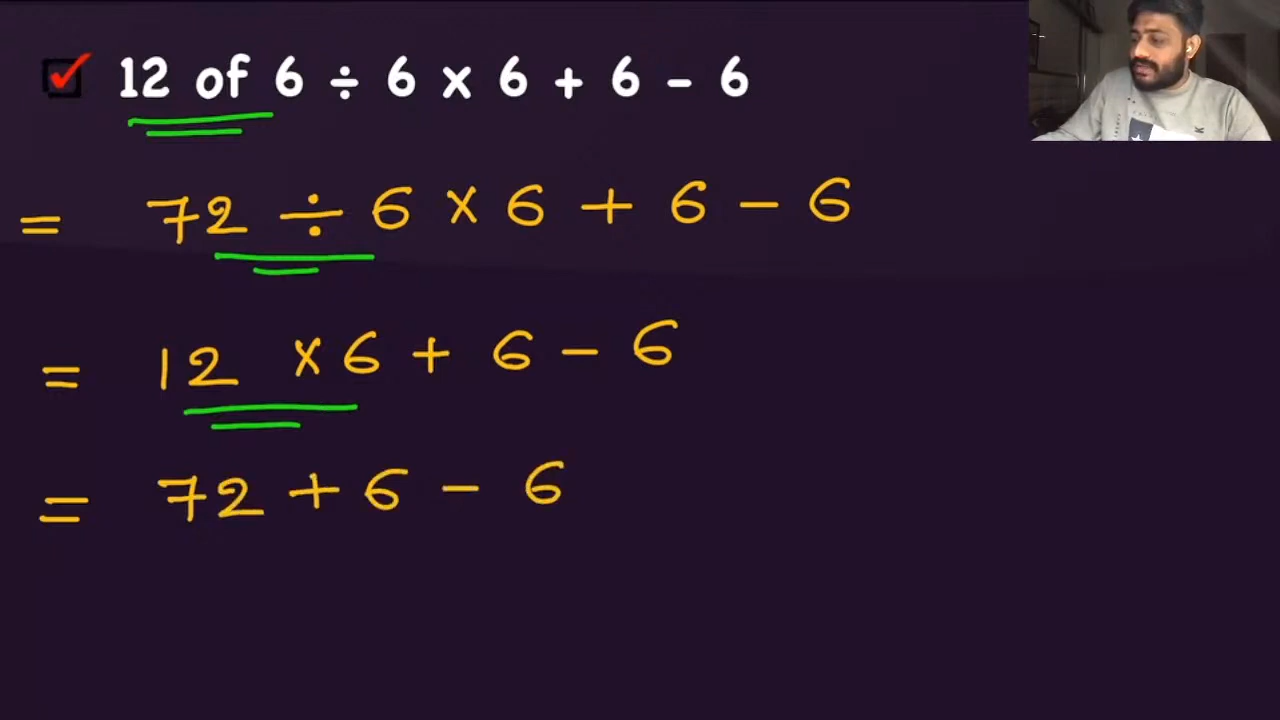 12 of 6 ÷ 6 x 6 + 6 - 6
= 72 ÷ 6 × 6 + 6 - 6
= 12 × 6 + 6 - 6
= 72 + 6 - 6